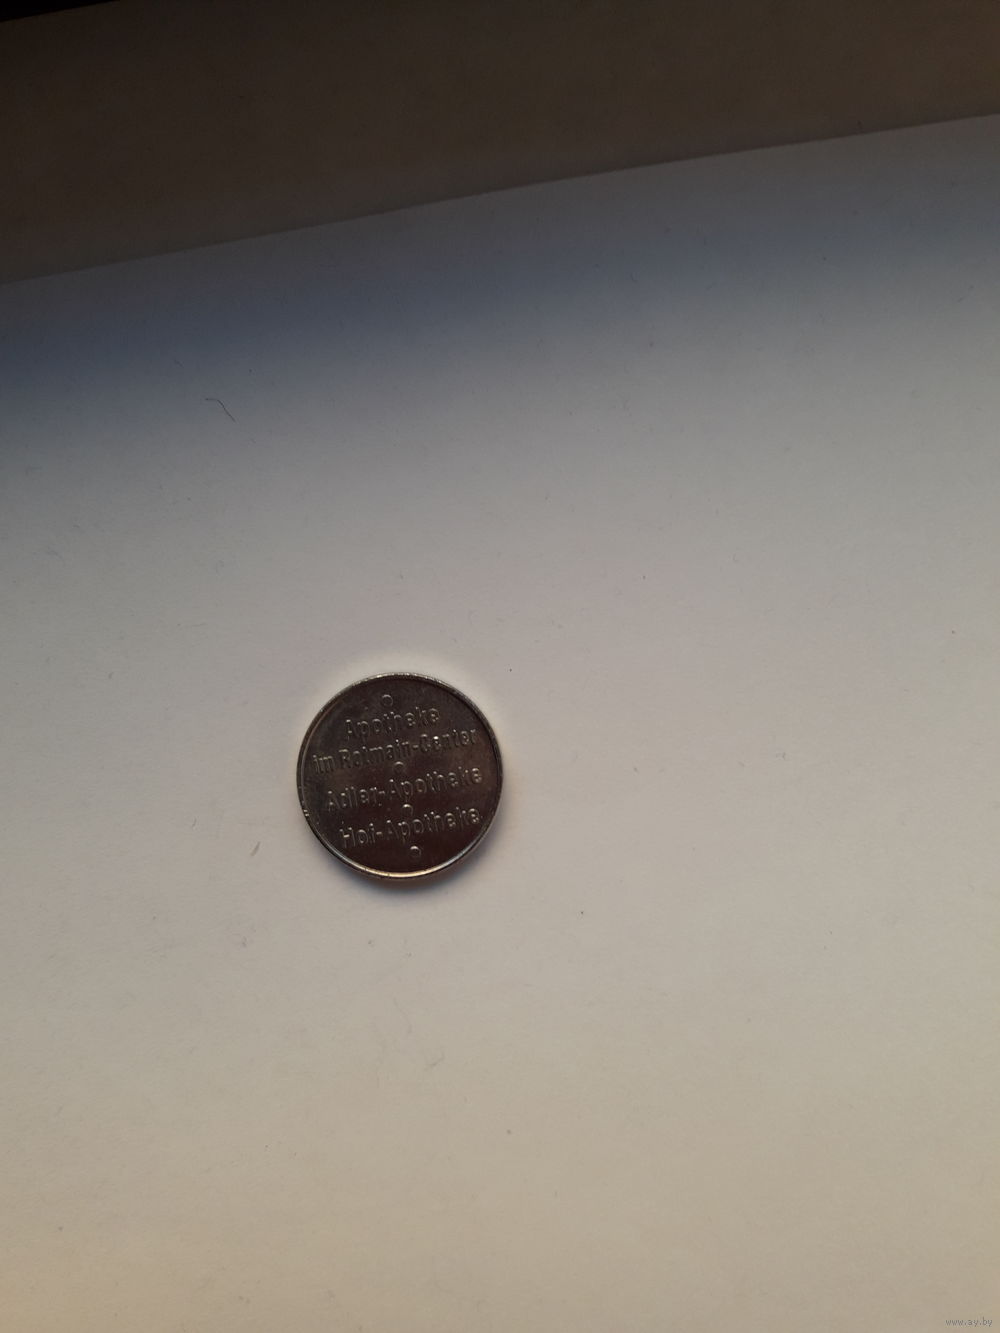 Apotheke
im Rotmain-Center
Adler-Apotheke
Hof-Apotheke
www.ay.by